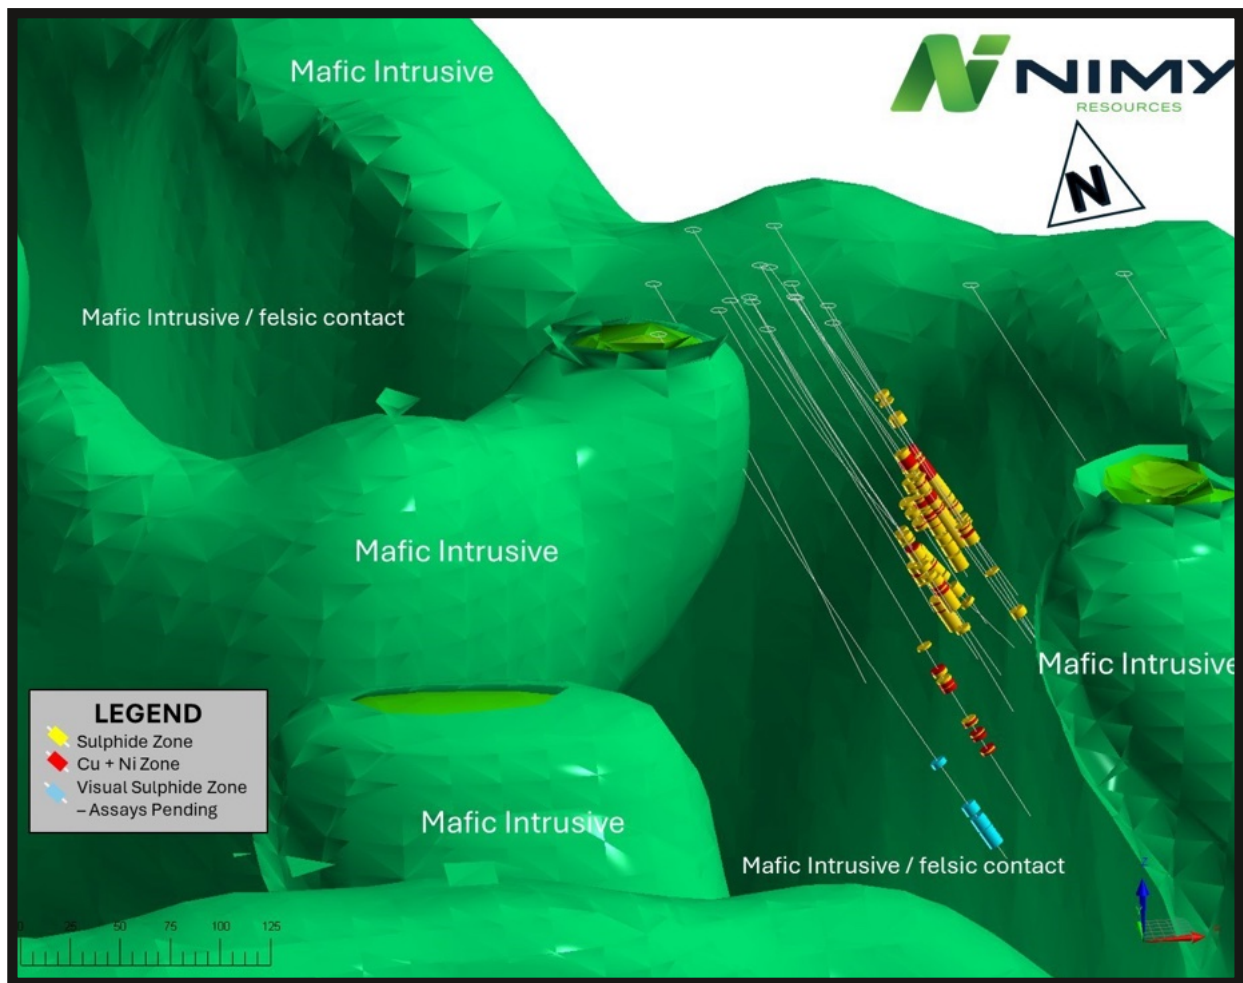 Mafic Intrusive
NIMY
RESOURCES
N
Mafic Intrusive / felsic contact
Mafic Intrusive
Mafic Intrusive
LEGEND
Sulphide Zone
Cu + Ni Zone
Visual Sulphide Zone
– Assays Pending
Mafic Intrusive
Mafic Intrusive / felsic contact
0 25 50 75 100 125
Z